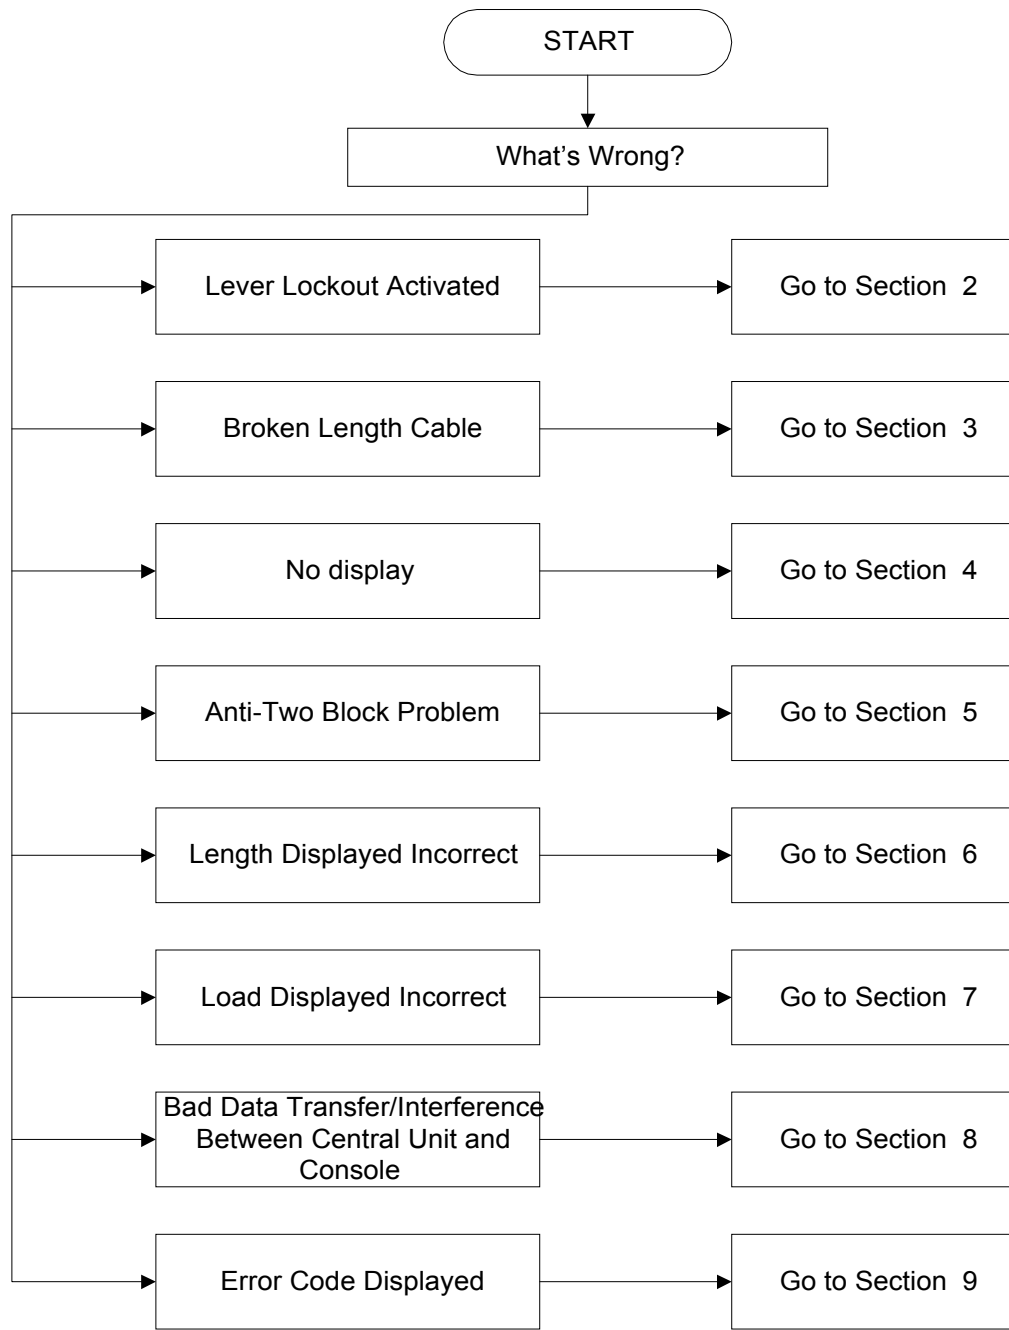 START
What's Wrong?
Lever Lockout Activated
Go to Section 2
Broken Length Cable
Go to Section 3
No display
Go to Section 4
Anti-Two Block Problem
Go to Section 5
Length Displayed Incorrect
Go to Section 6
Load Displayed Incorrect
Go to Section 7
Bad Data Transfer/Interference
Between Central Unit and
Console
Go to Section 8
Error Code Displayed
Go to Section 9